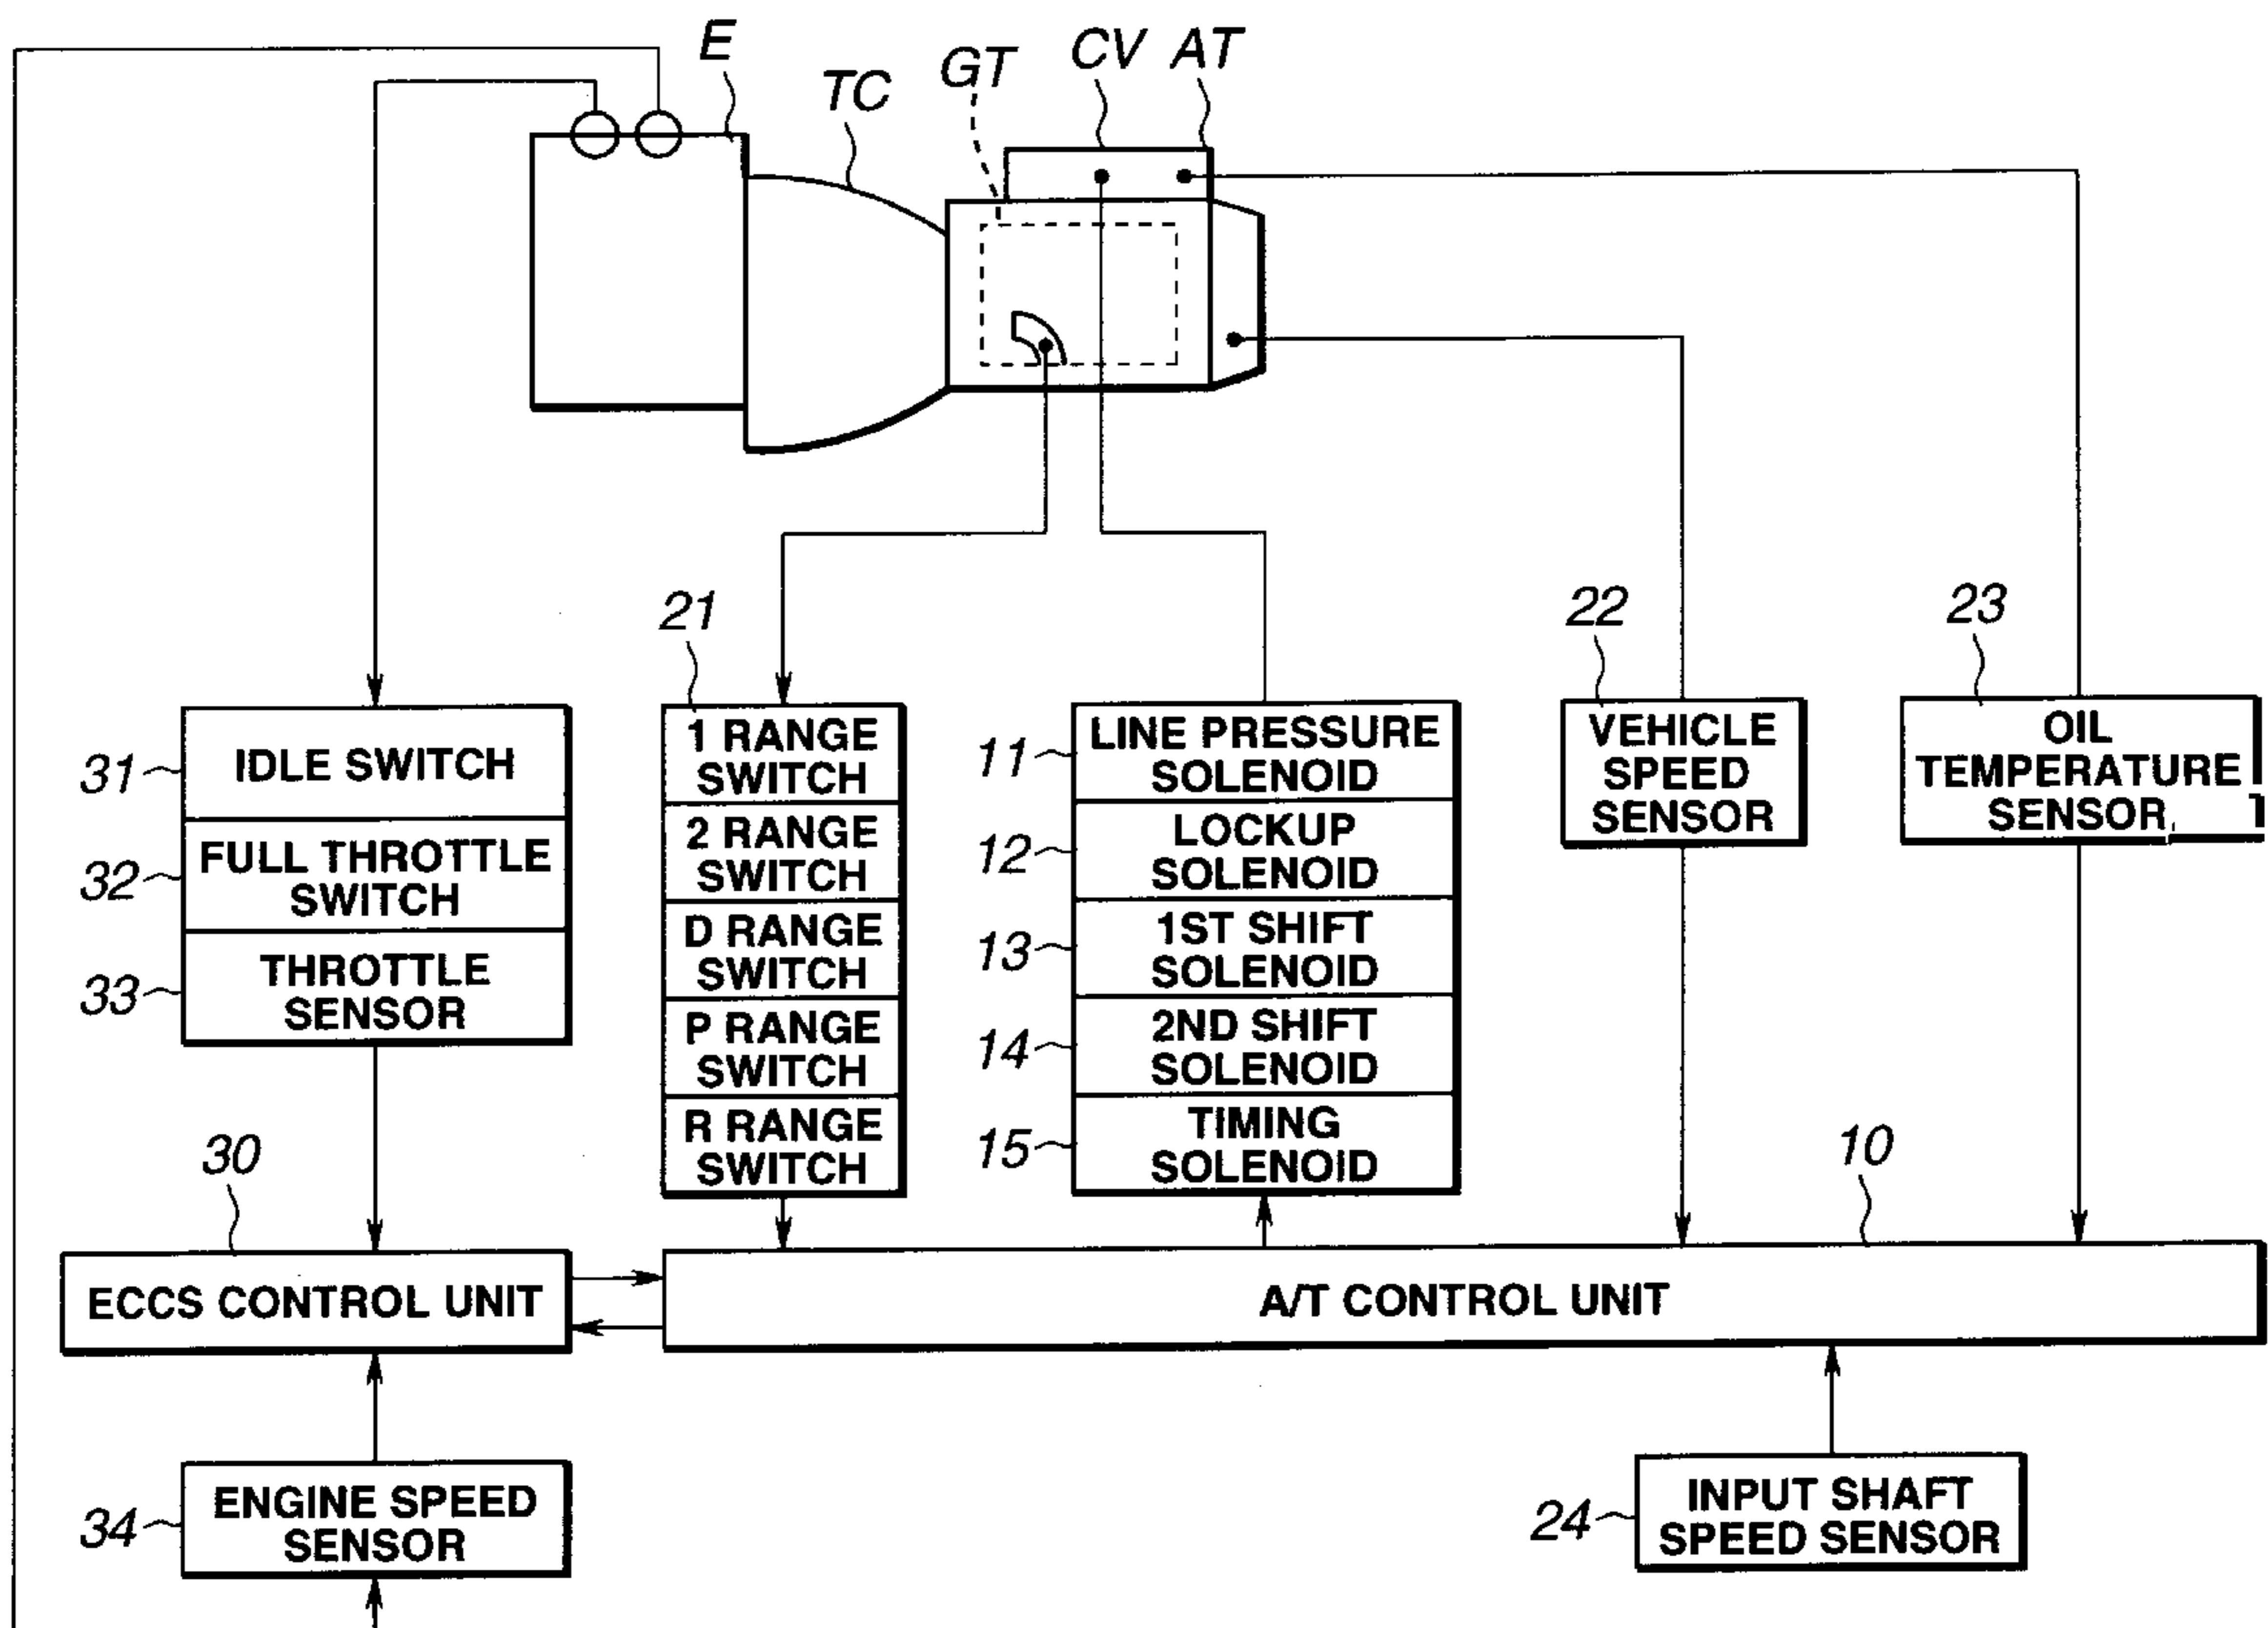 E
TC
GT
CV
AT
21
22
23
31
IDLE SWITCH
32
FULL THROTTLE
SWITCH
33
THROTTLE
SENSOR
1 RANGE
SWITCH
2 RANGE
SWITCH
D RANGE
SWITCH
P RANGE
SWITCH
R RANGE
SWITCH
11
LINE PRESSURE
SOLENOID
12
LOCKUP
SOLENOID
13
1ST SHIFT
SOLENOID
14
2ND SHIFT
SOLENOID
15
TIMING
SOLENOID
VEHICLE
SPEED
SENSOR
OIL
TEMPERATURE
SENSOR
30
10
ECCS CONTROL UNIT
A/T CONTROL UNIT
34
ENGINE SPEED
SENSOR
24
INPUT SHAFT
SPEED SENSOR